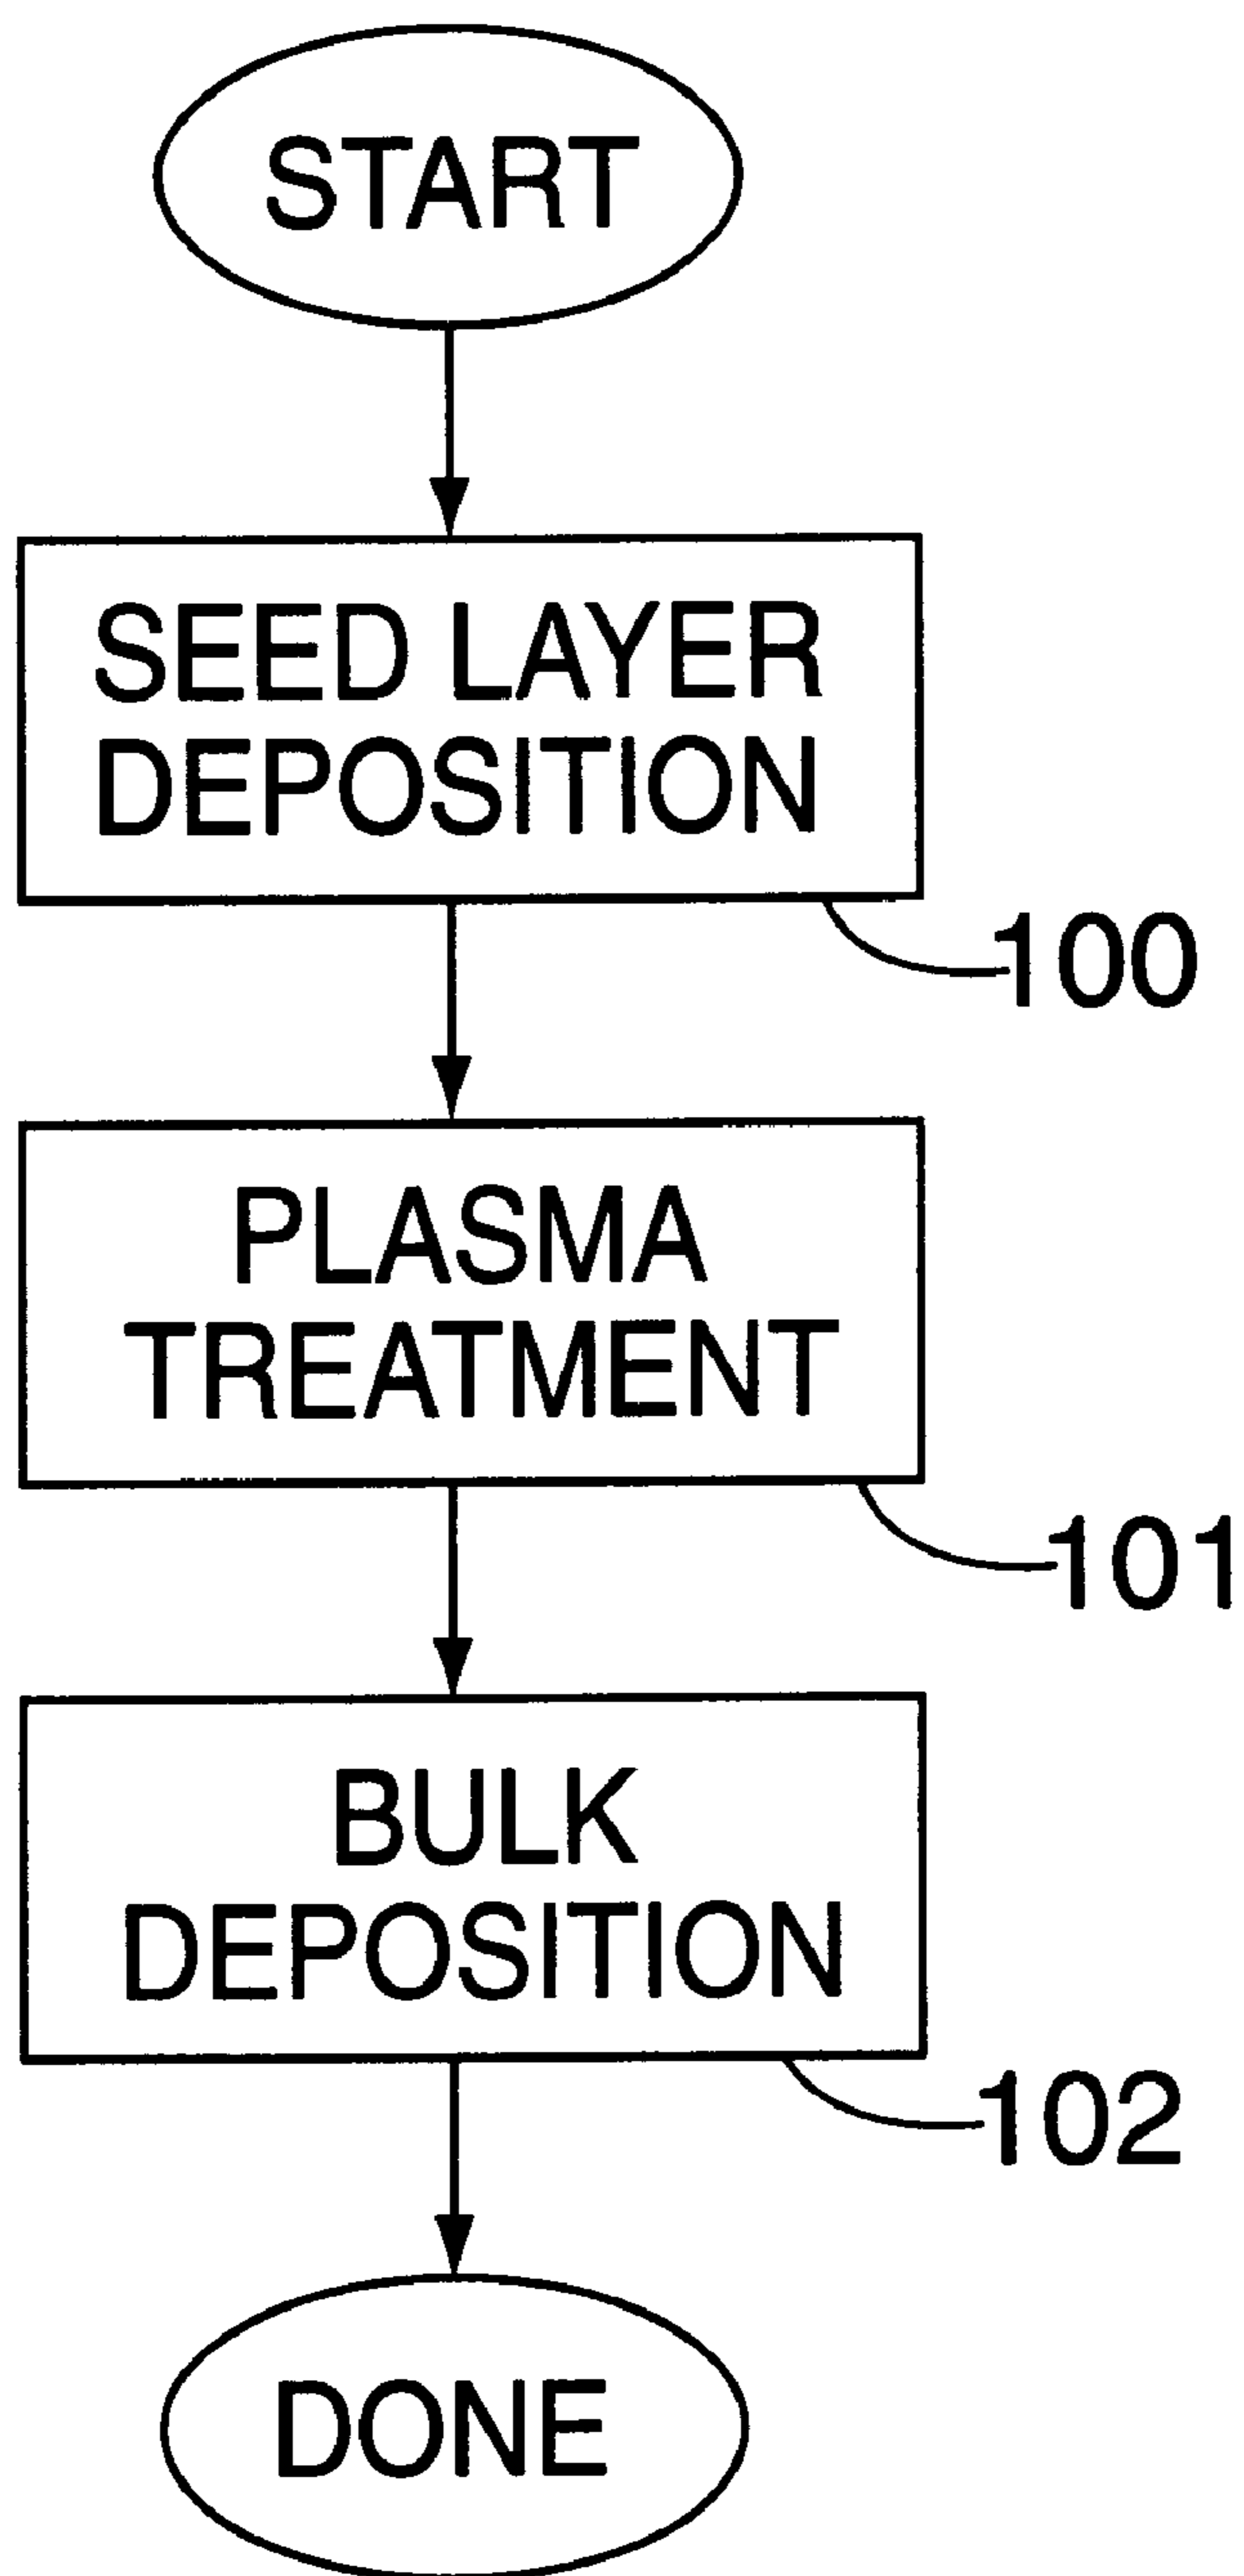 START
SEED LAYER
DEPOSITION
100
PLASMA
TREATMENT
101
BULK
DEPOSITION
102
DONE